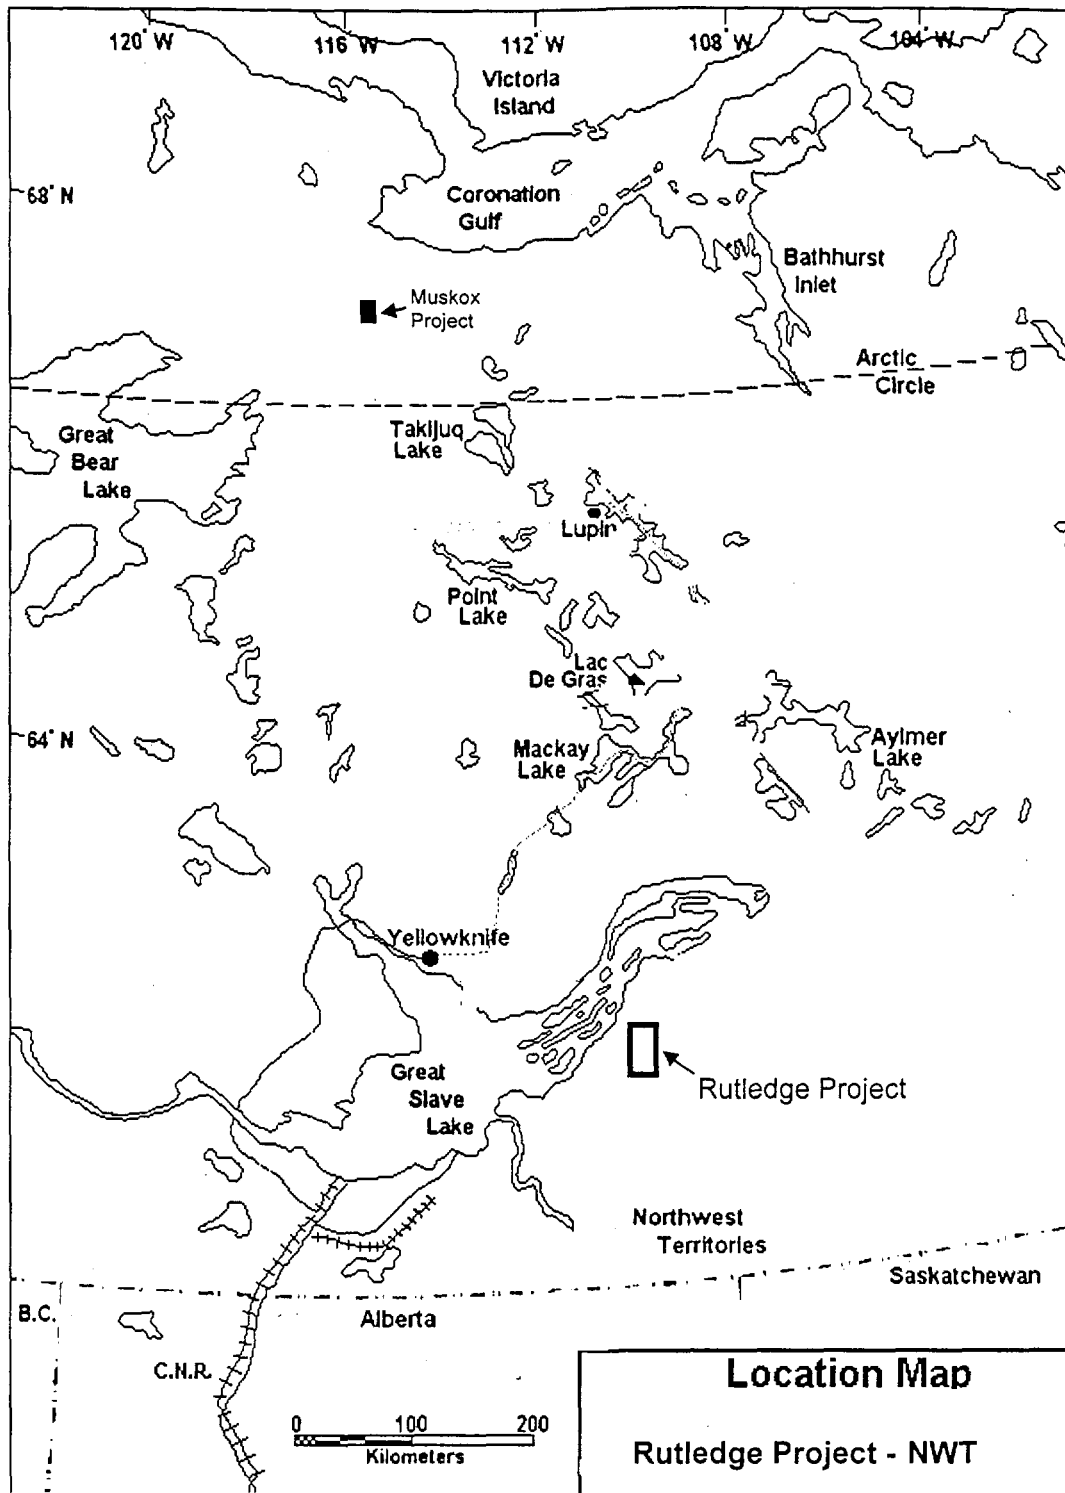 120° W
116° W
112° W
108° W
104° W
Victoria
Island
68° N
Coronation
Gulf
Bathhurst
Inlet
Muskox
Project
Arctic
Circle
Great
Bear
Lake
Takijuq
Lake
Lupin
Point
Lake
Lac
De Gras
64° N
Mackay
Lake
Aylmer
Lake
Yellowknife
Great
Slave
Lake
Rutledge Project
Northwest
Territories
Saskatchewan
B.C.
Alberta
C.N.R.
0 100 200
Kilometers
Location Map
Rutledge Project - NWT